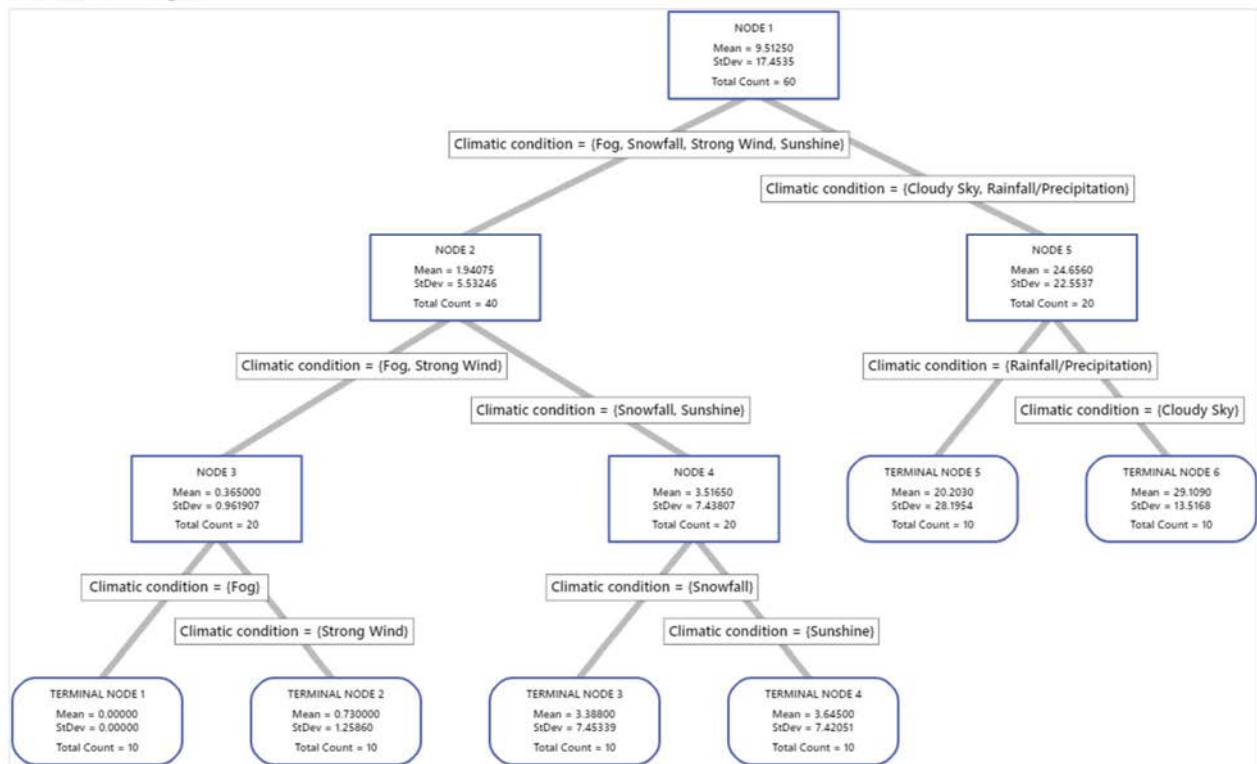 NODE 1
Mean = 9.51250
StDev = 17.4535
Total Count = 60
Climatic condition = {Fog, Snowfall, Strong Wind, Sunshine}
Climatic condition = {Cloudy Sky, Rainfall/Precipitation}
NODE 2
Mean = 1.94075
StDev = 5.53246
Total Count = 40
NODE 5
Mean = 24.6560
StDev = 22.5537
Total Count = 20
Climatic condition = {Fog, Strong Wind}
Climatic condition = {Snowfall, Sunshine}
Climatic condition = {Rainfall/Precipitation}
Climatic condition = {Cloudy Sky}
NODE 3
Mean = 0.365000
StDev = 0.961907
Total Count = 20
NODE 4
Mean = 3.51650
StDev = 7.43807
Total Count = 20
TERMINAL NODE 5
Mean = 20.2030
StDev = 28.1954
Total Count = 10
TERMINAL NODE 6
Mean = 29.1090
StDev = 13.5168
Total Count = 10
Climatic condition = {Fog}
Climatic condition = {Strong Wind}
Climatic condition = {Snowfall}
Climatic condition = {Sunshine}
TERMINAL NODE 1
Mean = 0.00000
StDev = 0.00000
Total Count = 10
TERMINAL NODE 2
Mean = 0.730000
StDev = 1.25860
Total Count = 10
TERMINAL NODE 3
Mean = 3.38800
StDev = 7.45339
Total Count = 10
TERMINAL NODE 4
Mean = 3.64500
StDev = 7.42051
Total Count = 10